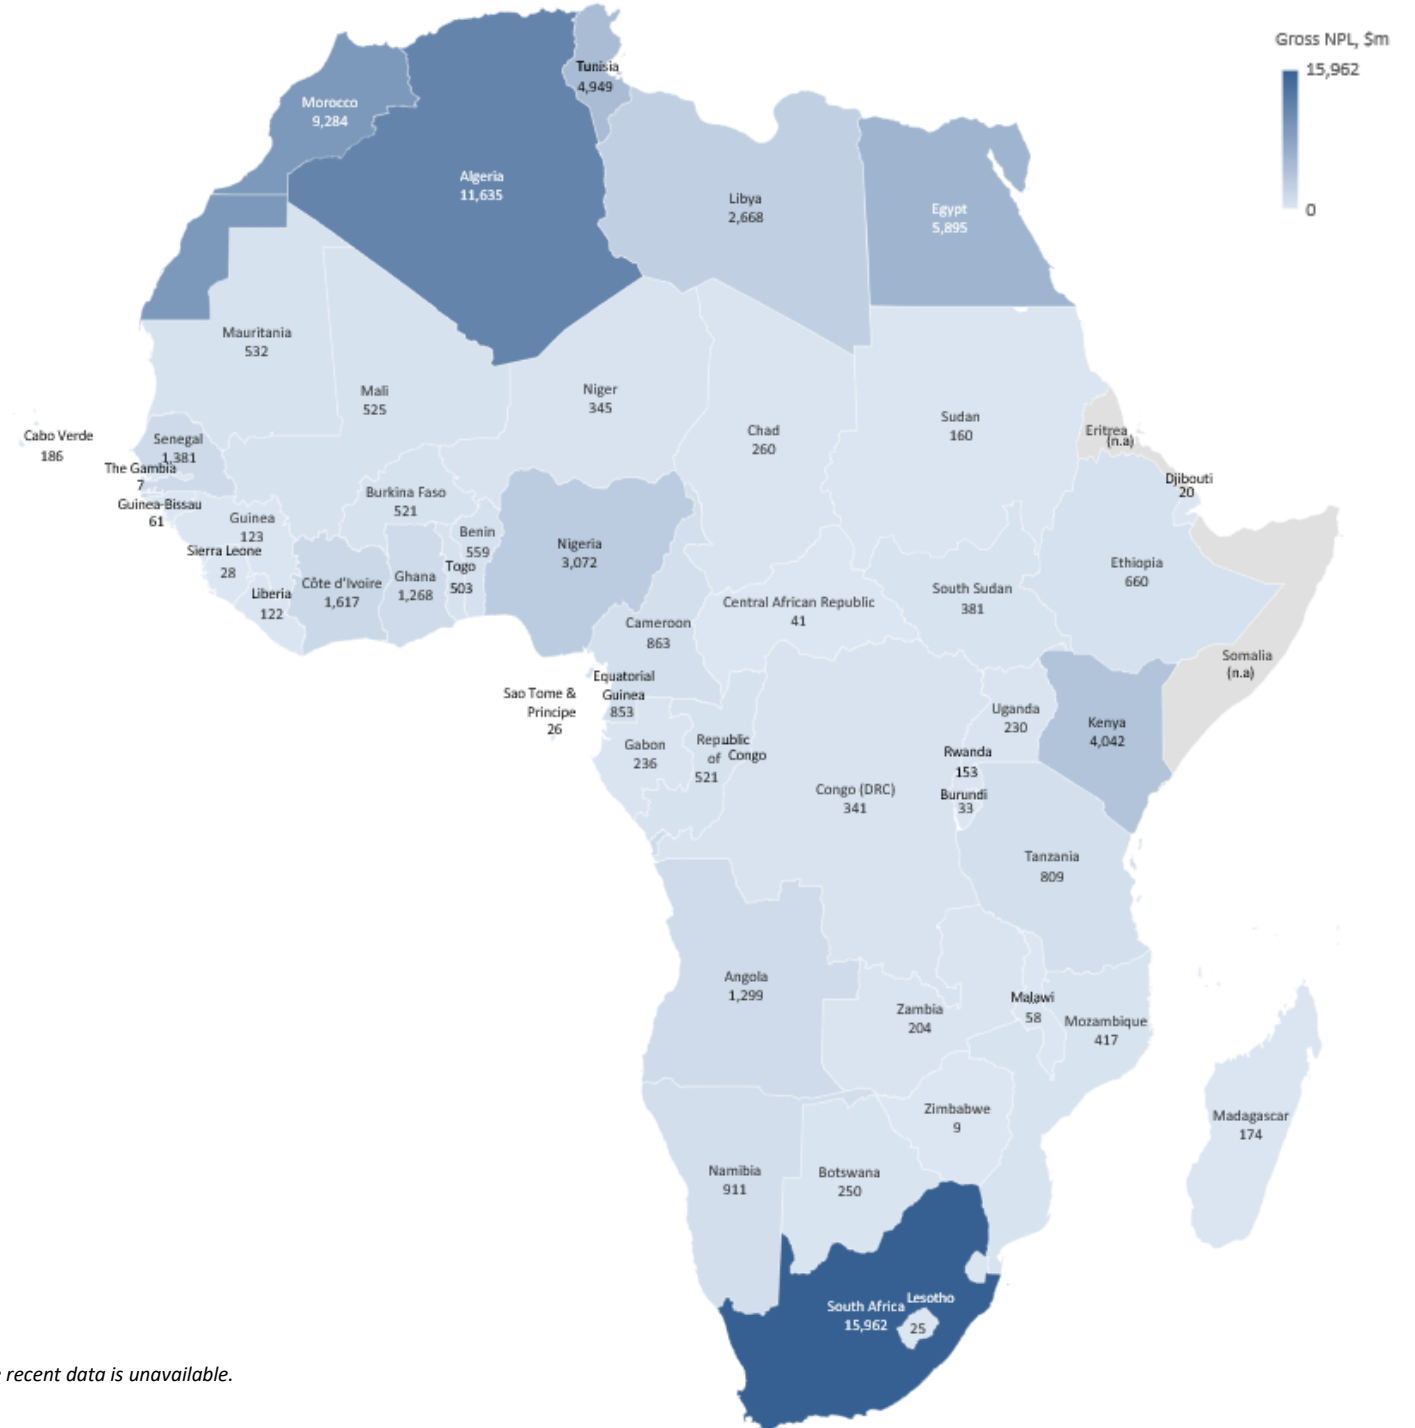 Gross NPL, $m
15,962
0
Tunisia
4,949
Morocco
9,284
Algeria
11,635
Libya
2,668
Egypt
5,895
Mauritania
532
Mali
525
Niger
345
Chad
260
Sudan
160
Eritrea
(n.a)
Djibouti
20
Cabo Verde
186
Senegal
1,381
The Gambia
7
Guinea-Bissau
61
Guinea
123
Sierra Leone
28
Liberia
122
Burkina Faso
521
Côte d'Ivoire
1,617
Ghana
1,268
Togo
503
Benin
559
Nigeria
3,072
Cameroon
863
Central African Republic
41
South Sudan
381
Ethiopia
660
Somalia
(n.a)
Sao Tome &
Principe
26
Equatorial
Guinea
853
Gabon
236
Republic
of Congo
521
Congo (DRC)
341
Uganda
230
Kenya
4,042
Rwanda
153
Burundi
33
Tanzania
809
Angola
1,299
Zambia
204
Malawi
58
Mozambique
417
Zimbabwe
9
Madagascar
174
Namibia
911
Botswana
250
South Africa
15,962
Lesotho
25
recent data is unavailable.